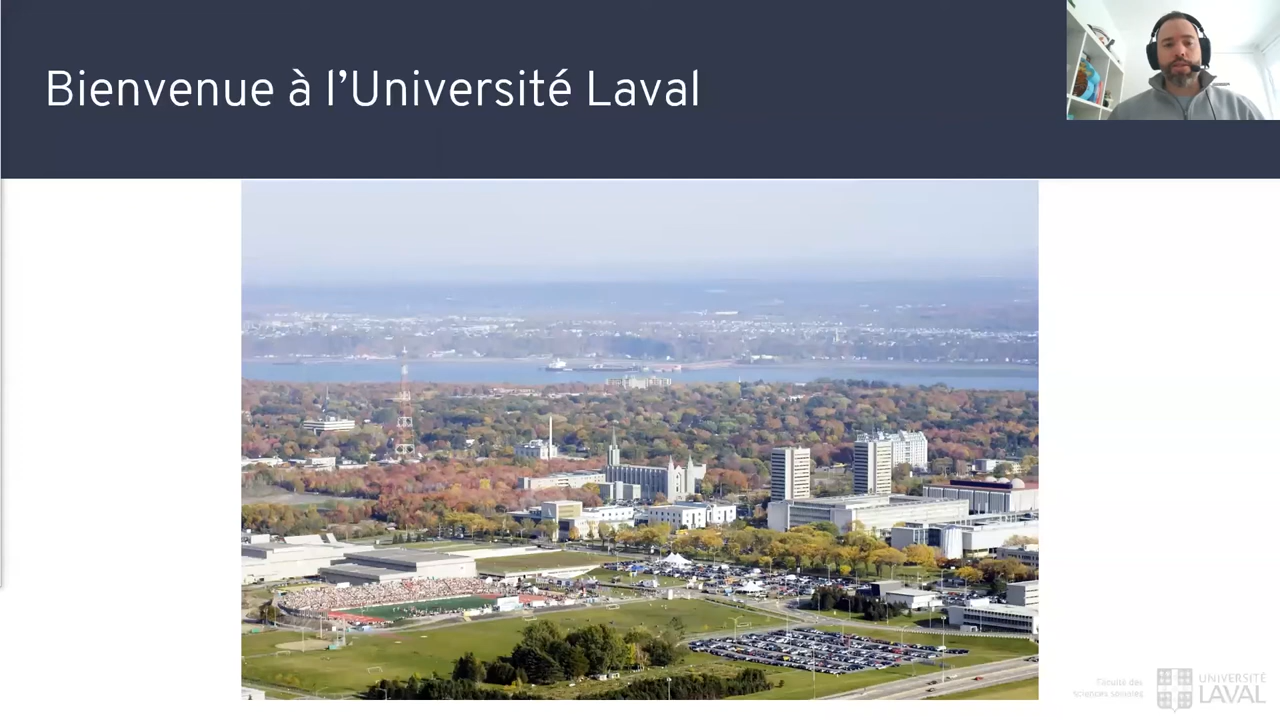 Bienvenue à l'Université Laval
Faculté des
sciences sociales
UNIVERSITÉ
LAVAL